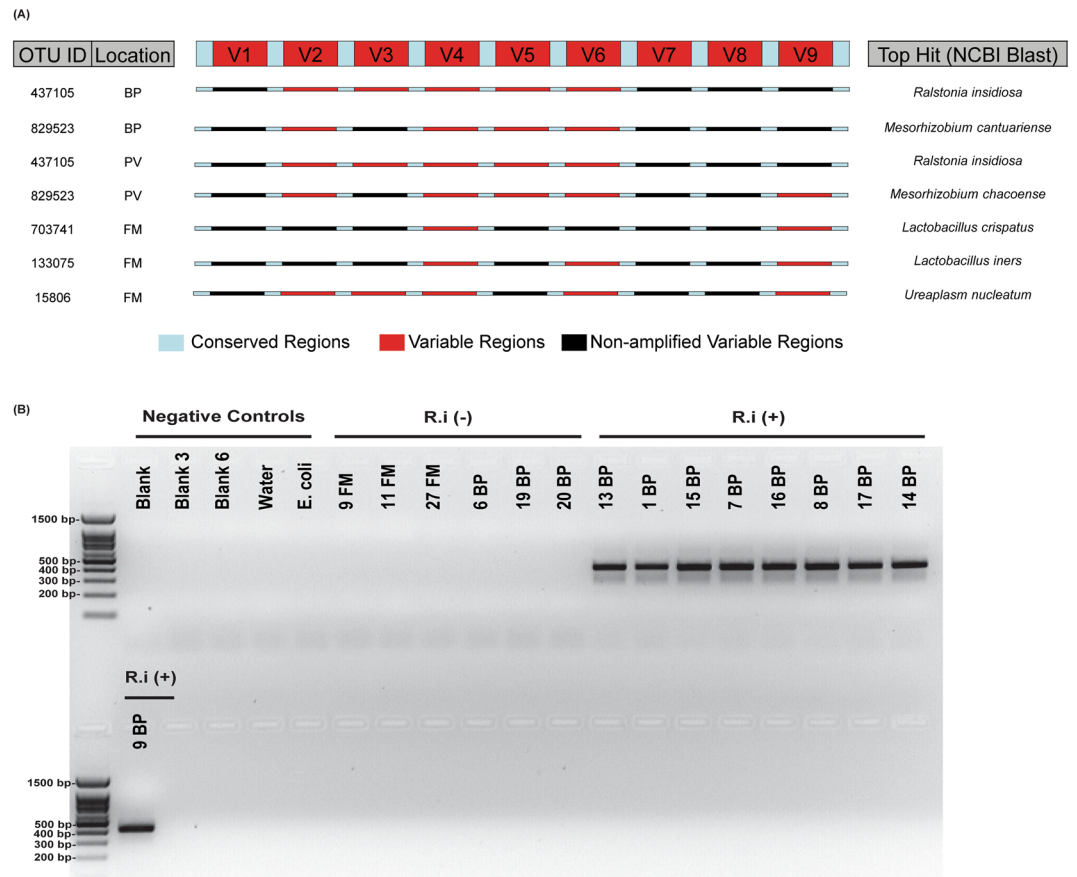 (A)
OTU ID Location V1 V2 V3 V4 V5 V6 V7 V8 V9 Top Hit (NCBI Blast)
437105 BP Ralstonia insidiosa
829523 BP Mesorhizobium cantuariense
437105 PV Ralstonia insidiosa
829523 PV Mesorhizobium chacoense
703741 FM Lactobacillus crispatus
133075 FM Lactobacillus iners
15806 FM Ureaplasm nucleatum
Conserved Regions Variable Regions Non-amplified Variable Regions
(B)
Negative Controls R.i (-) R.i (+)
Blank Blank 3 Blank 6 Water E. coli 9 FM 11 FM 27 FM 6 BP 19 BP 20 BP 13 BP 1 BP 15 BP 7 BP 16 BP 8 BP 17 BP 14 BP
1500 bp-
500 bp-
400 bp-
300 bp-
200 bp-
R.i (+)
9 BP
1500 bp-
500 bp-
400 bp-
300 bp-
200 bp-